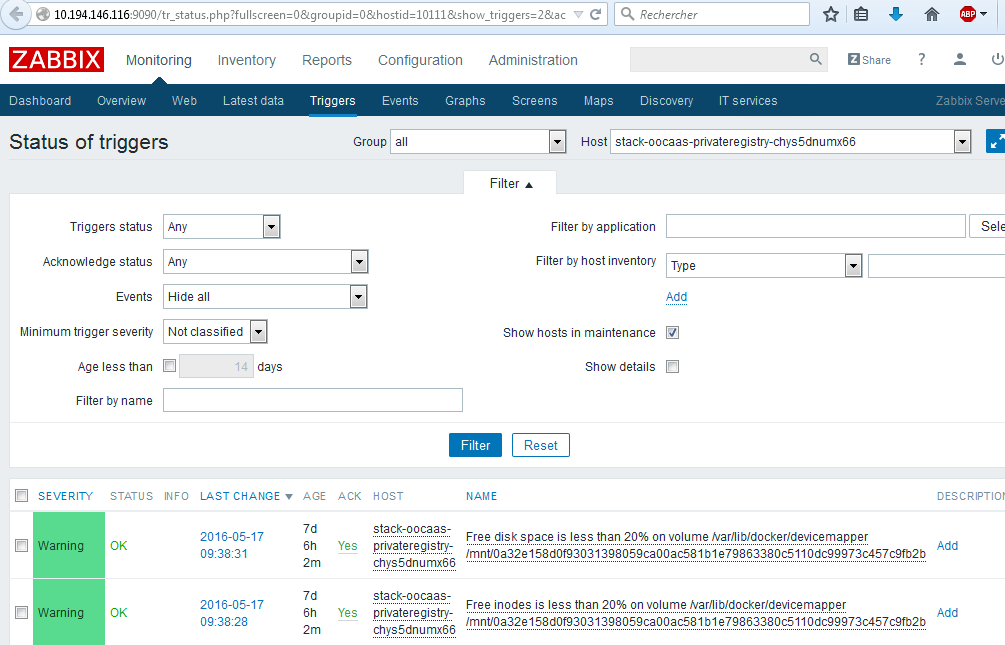 10.194.146.116:9090/tr_status.php?fullscreen=0&groupid=0&hostid=10111&show_triggers=2&ac
Rechercher
ABP
ZABBIX
Monitoring Inventory Reports Configuration Administration
Z Share ?
Dashboard Overview Web Latest data Triggers Events Graphs Screens Maps Discovery IT services Zabbix Serve
Status of triggers
Group all Host stack-oocaas-privateregistry-chys5dnumx66
Filter ▲
Triggers status Any
Filter by application Sele
Acknowledge status Any
Filter by host inventory Type
Events Hide all
Add
Minimum trigger severity Not classified
Show hosts in maintenance
Age less than 14 days
Show details
Filter by name
Filter Reset
SEVERITY STATUS INFO LAST CHANGE ▼ AGE ACK HOST NAME DESCRIPTION
Warning OK
2016-05-17
09:38:31
7d
6h
2m
Yes
stack-oocaas-
privateregistry-
chys5dnumx66
Free disk space is less than 20% on volume /var/lib/docker/devicemapper
/mnt/0a32e158d0f93031398059ca00ac581b1e79863380c5110dc99973c457c9fb2b
Add
Warning OK
2016-05-17
09:38:28
7d
6h
2m
Yes
stack-oocaas-
privateregistry-
chys5dnumx66
Free inodes is less than 20% on volume /var/lib/docker/devicemapper
/mnt/0a32e158d0f93031398059ca00ac581b1e79863380c5110dc99973c457c9fb2b
Add